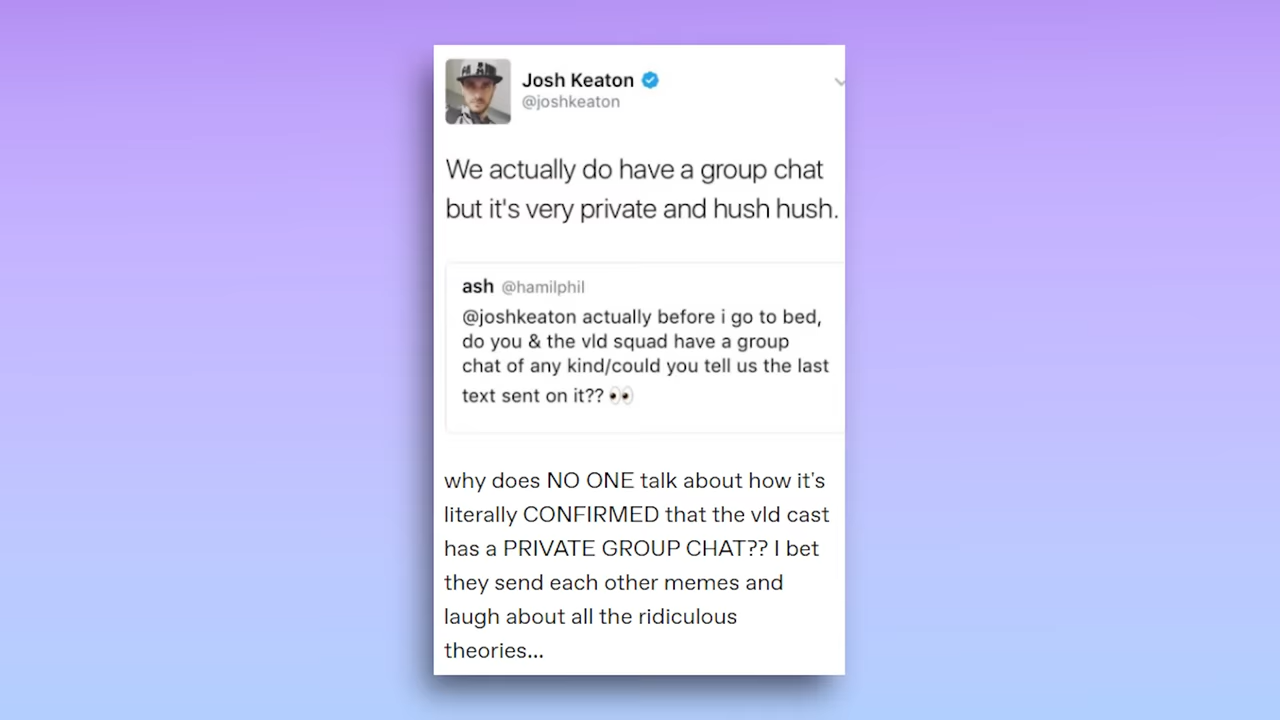 Josh Keaton
@joshkeaton
We actually do have a group chat
but it's very private and hush hush.
ash @hamilphil
@joshkeaton actually before i go to bed,
do you & the vld squad have a group
chat of any kind/could you tell us the last
text sent on it?? 👀
why does NO ONE talk about how it's
literally CONFIRMED that the vld cast
has a PRIVATE GROUP CHAT?? I bet
they send each other memes and
laugh about all the ridiculous
theories...